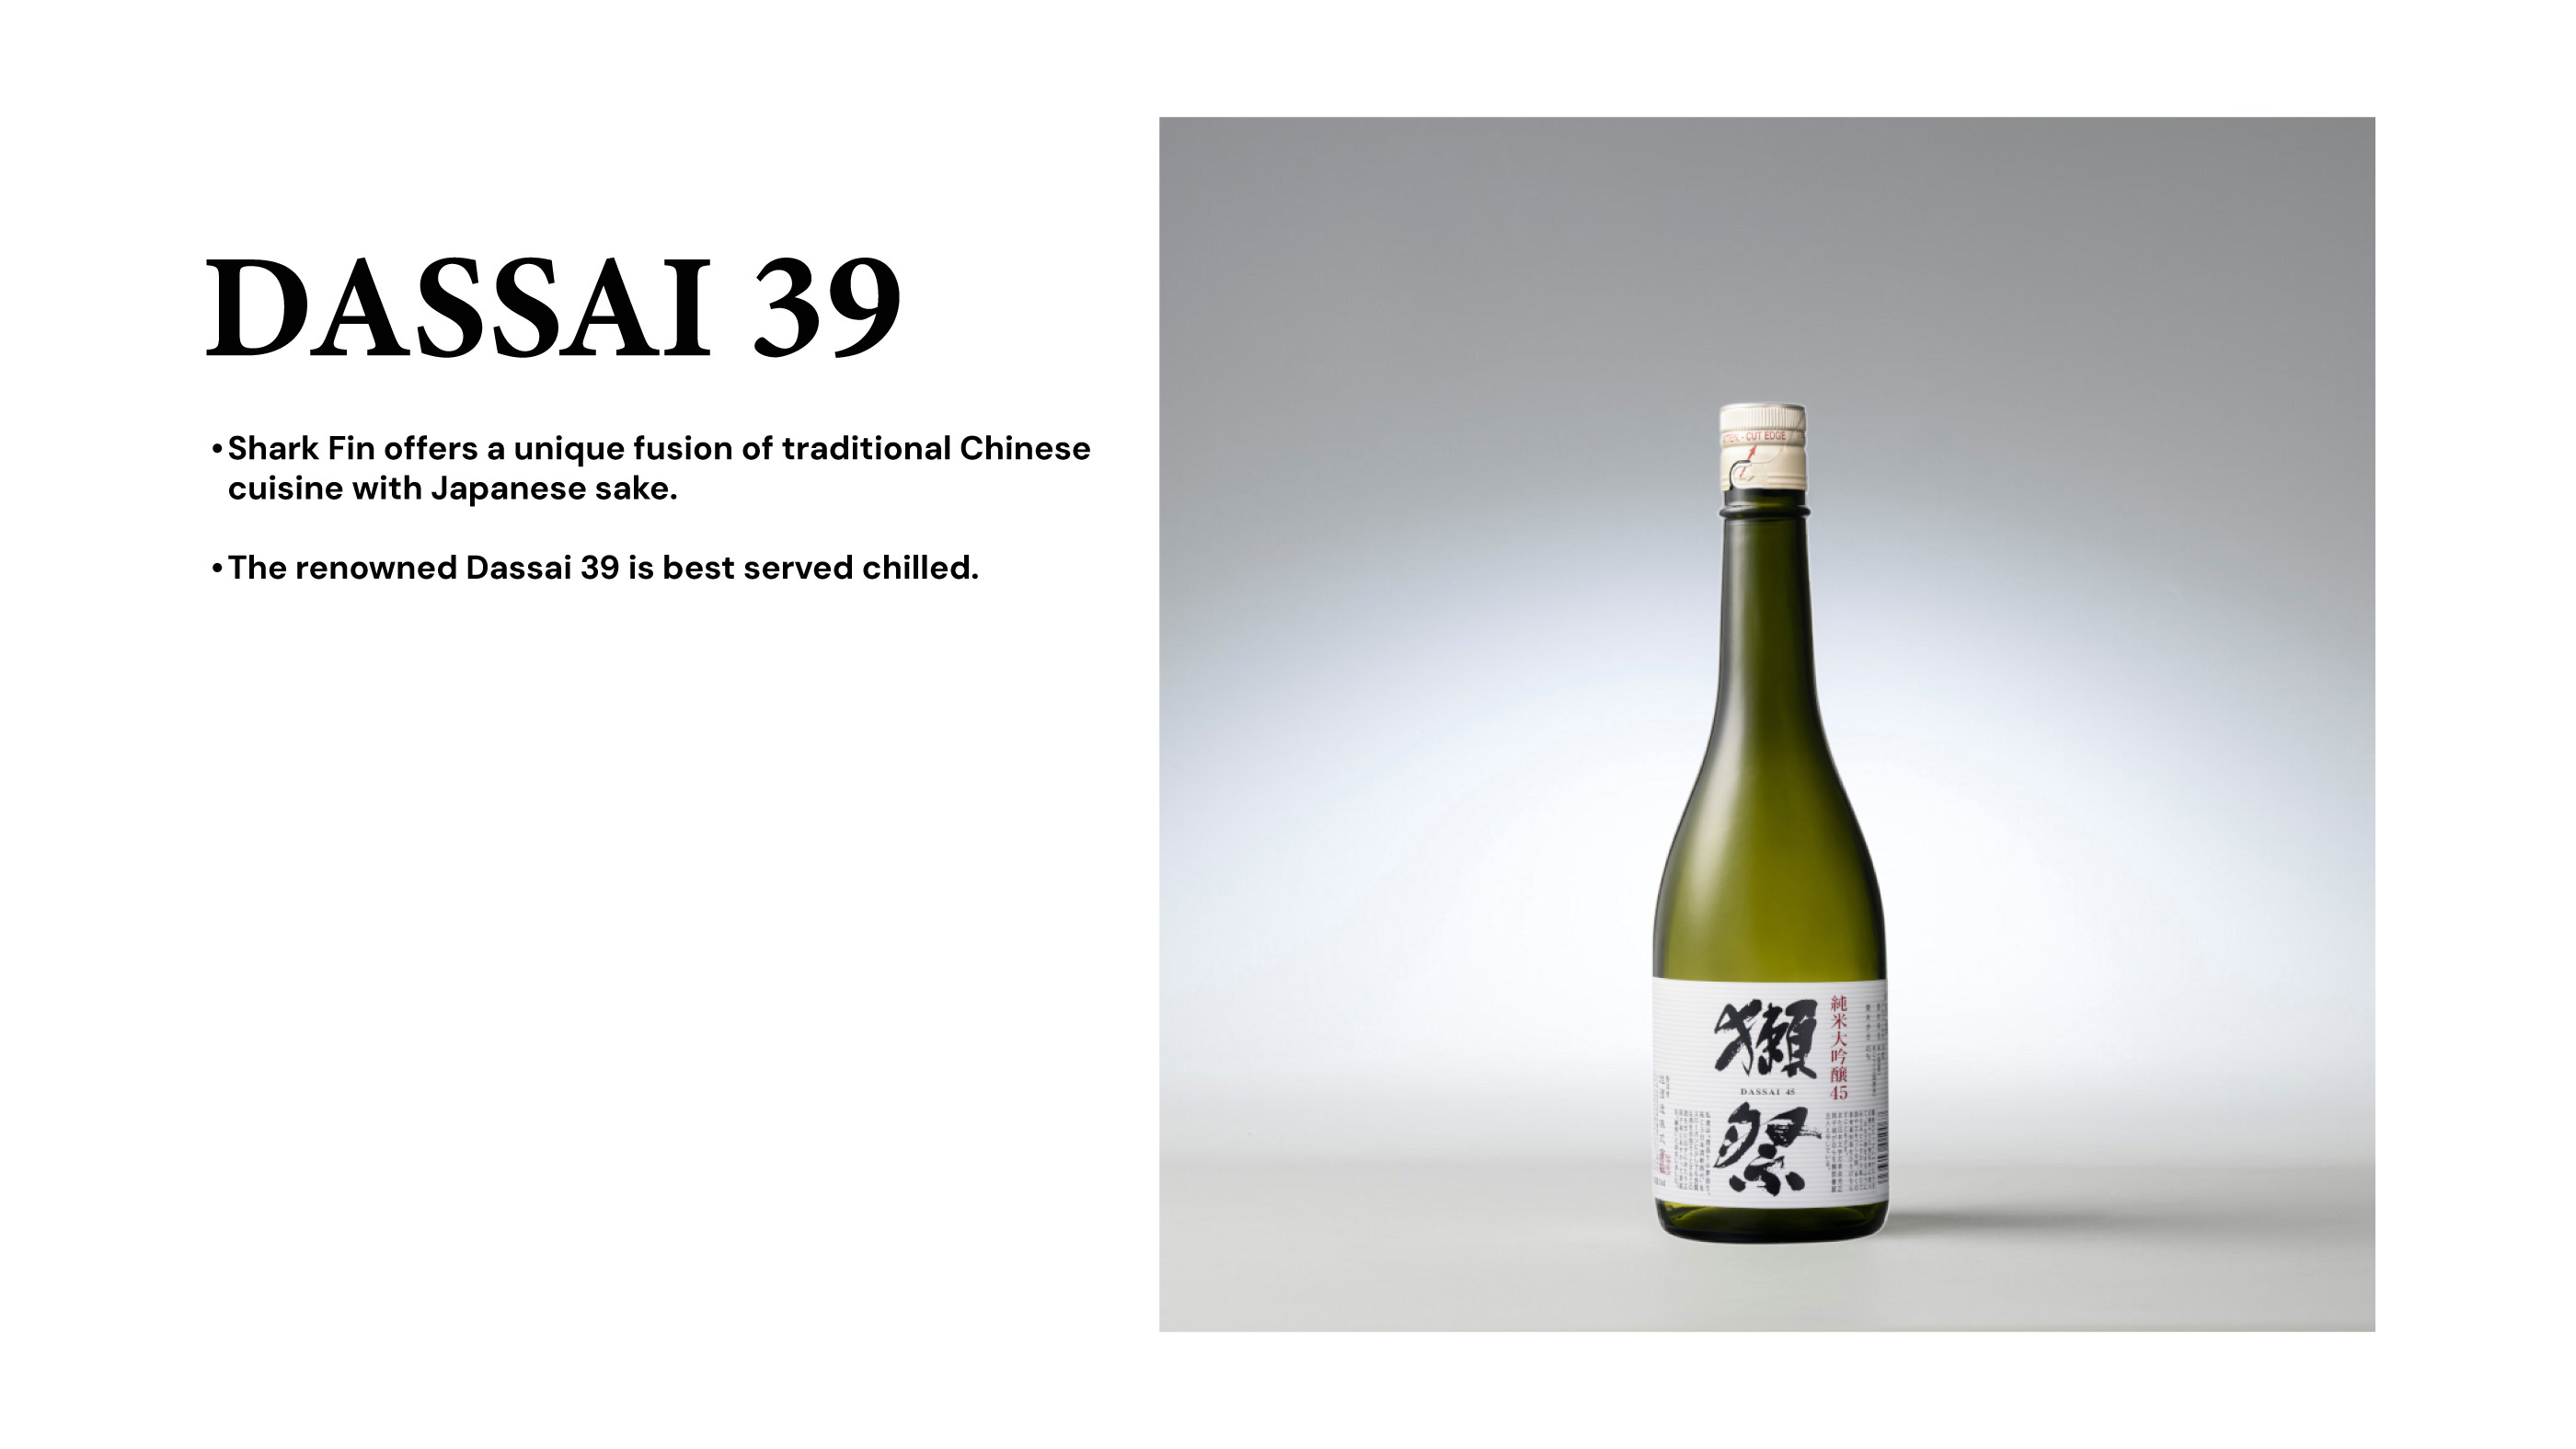 DASSAI 39
•Shark Fin offers a unique fusion of traditional Chinese
cuisine with Japanese sake.
•The renowned Dassai 39 is best served chilled.
- CUT EDGE
獺
DASSAI 45
祭
純米大吟醸45